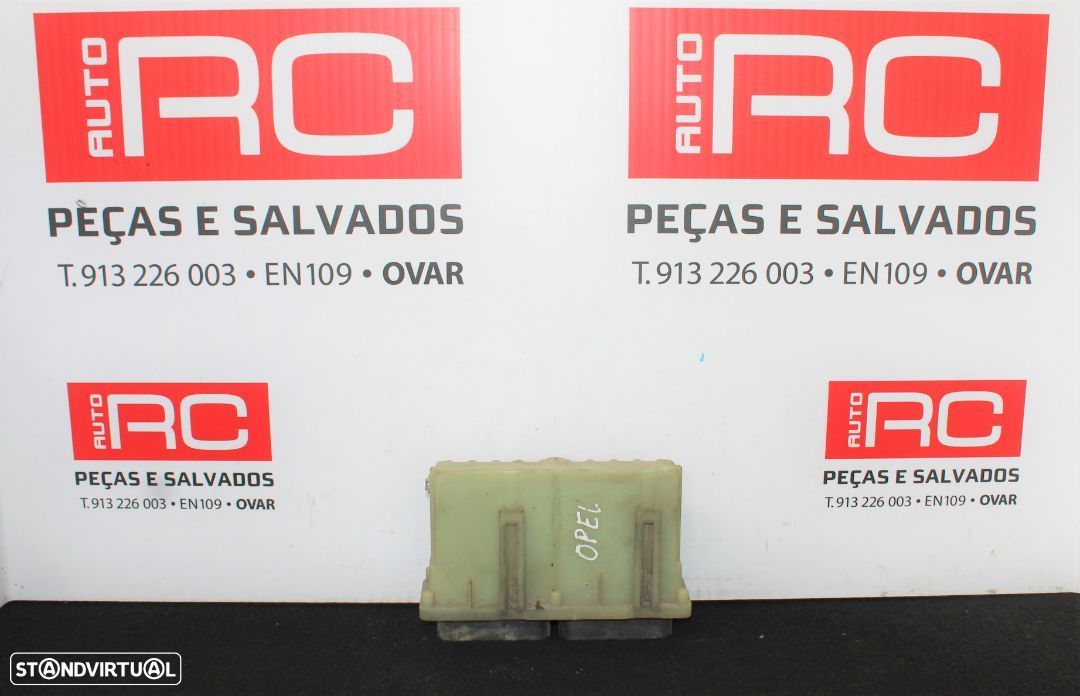 AUTO RC
PEÇAS E SALVADOS
T. 913 226 003 • EN109 • OVAR
AUTO RC
PEÇAS E SALVADOS
T. 913 226 003 • EN109 • OVAR
AUTO RC
PEÇAS E SALVADOS
T. 913 226 003 • EN109 • OVAR
AUTO RC
PEÇAS E SALVADOS
T. 913 226 003 • EN109 • OVAR
OPEL
STANDVIRTUAL